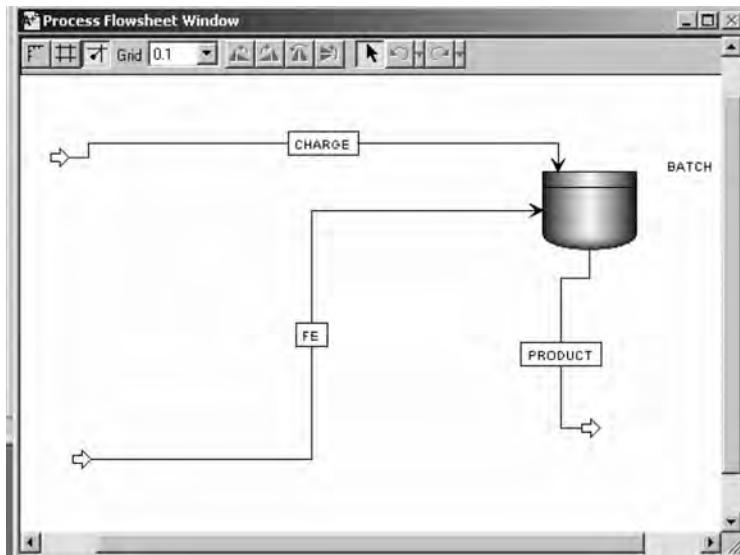 Process Flowsheet Window
Grid 0.1
CHARGE
BATCH
FE
PRODUCT